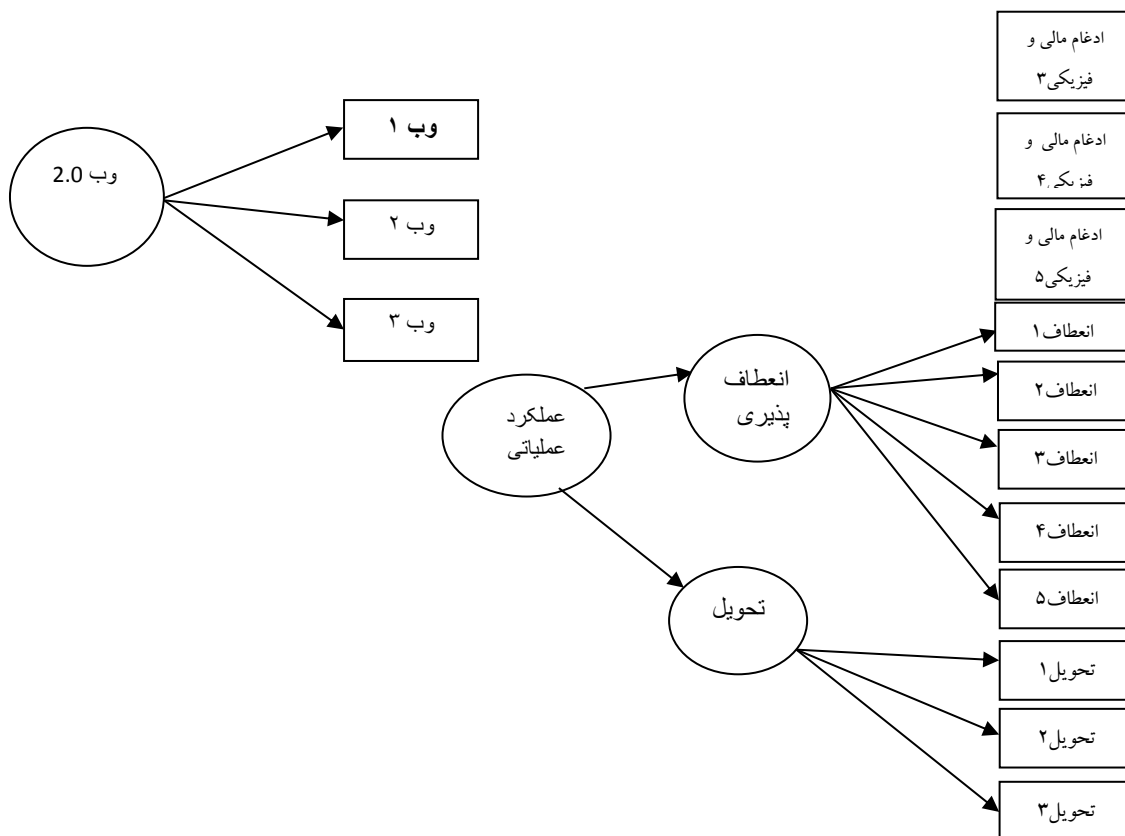 ادغام مالی و
فیزیکی۳
ادغام مالی و
فیزیکی۴
ادغام مالی و
فیزیکی۵
وب 2.0
وب ۱
وب ۲
وب ۳
عملکرد
عملیاتی
انعطاف
پذیری
انعطاف۱
انعطاف۲
انعطاف۳
انعطاف۴
انعطاف۵
تحویل
تحویل۱
تحویل۲
تحویل۳